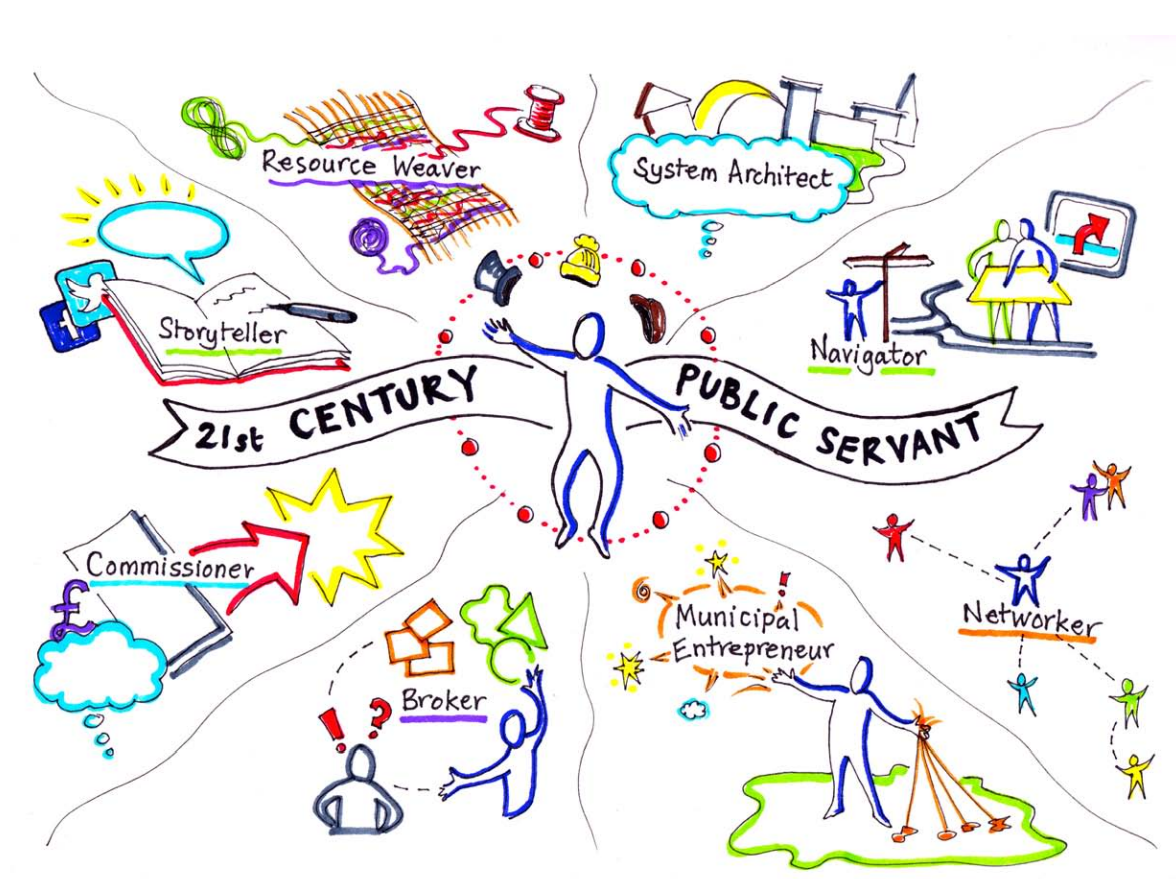 Resource Weaver
System Architect
Storyteller
Navigator
21st CENTURY PUBLIC SERVANT
Commissioner
£
Broker
! ?
!
Municipal
Entrepreneur
Networker